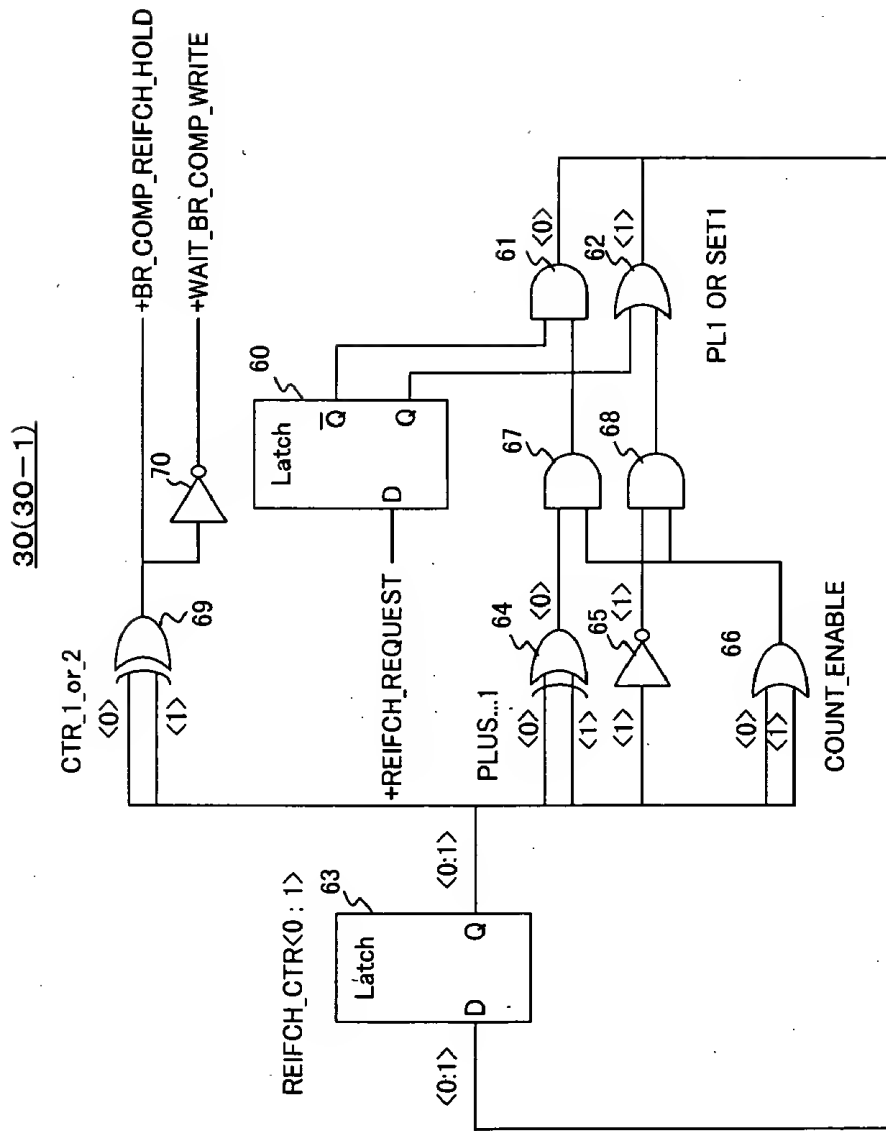 30(30−1)
CTR_1_or_2
<0>
<1>
69
70
+BR_COMP_REIFCH_HOLD
+WAIT_BR_COMP_WRITE
60
Latch
D
Q̅
Q
+REIFCH_REQUEST
REIFCH_CTR<0 : 1>
63
Latch
D
Q
<0:1>
<0:1>
PLUS...1
<0>
<1>
64
<0>
<1>
65
<1>
<0>
<1>
66
COUNT_ENABLE
67
68
61
<0>
62
<1>
PL1 OR SET1